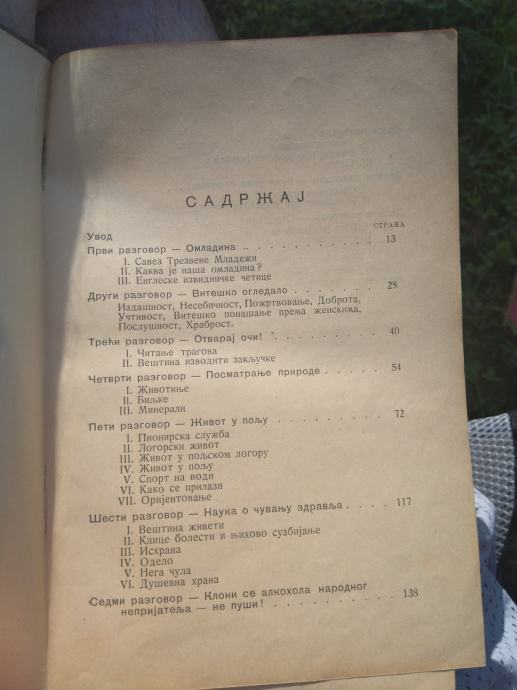 САДРЖАЈ
СТРАНА
Увод
Први разговор — Омладина . . . . . . . . . . . 13
I. Савез Трезвене Младежи
II. Каква је наша омладина?
III. Енглеске извидничке четице
Други разговор — Витешко огледало . . . . . . . . 28
Издашност, Несебичност, Пожртвовање, Доброта,
Учтивост, Витешко понашање према женскима,
Послушност, Храброст.
Трећи разговор — Отварај очи! . . . . . . . . . 40
I. Читање трагова
II. Вештина изводити закључке
Четврти разговор — Посматрање природе . . . . . . 54
I. Животиње
II. Биљке
III. Минерали
Пети разговор — Живот у пољу . . . . . . . . . 72
I. Пионирска служба
II. Логорски живот
III. Живот у пољском логору
IV. Живот у пољу
V. Спорт на води
VI. Како се прилази
VII. Оријентовање
Шести разговор — Наука о чувању здравља . . . . 117
I. Вештина живети
II. Клице болести и њихово сузбијање
III. Исхрана
IV. Одело
V. Нега чула
VI. Душевна храна
Седми разговор — Клони се алкохола народног
непријатеља — не пуши! . . . . . . . . . 138